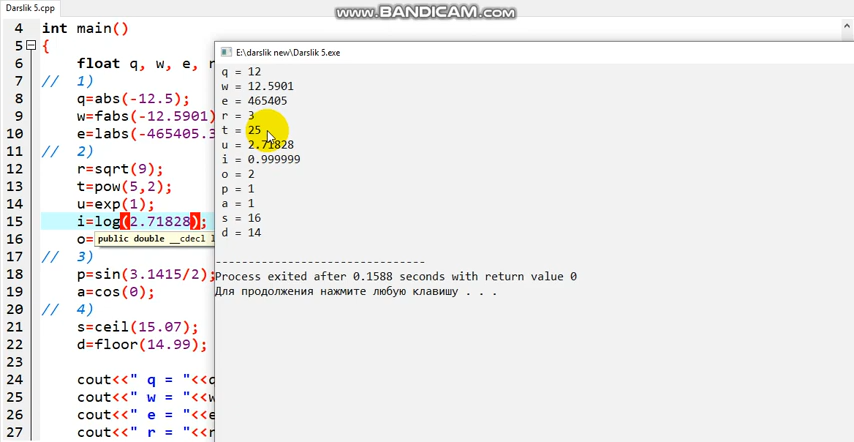 Darslik 5.cpp
www.BANDICAM.com
4 int main()
5 {
6 float q, w, e, r
7 // 1)
8 q=abs(-12.5);
9 w=fabs(-12.5901)
10 e=labs(-465405.3
11 // 2)
12 r=sqrt(9);
13 t=pow(5,2);
14 u=exp(1);
15 i=log(2.71828);
public double __cdecl l
16 o=
17 // 3)
18 p=sin(3.1415/2);
19 a=cos(0);
20 // 4)
21 s=ceil(15.07);
22 d=floor(14.99);
23
24 cout<<" q = "<<q
25 cout<<" w = "<<w
26 cout<<" e = "<<e
27 cout<<" r = "<<r
E:\darslik new\Darslik 5.exe
q = 12
w = 12.5901
e = 465405
r = 3
t = 25
u = 2.71828
i = 0.999999
o = 2
p = 1
a = 1
s = 16
d = 14
--------------------------------
Process exited after 0.1588 seconds with return value 0
Для продолжения нажмите любую клавишу . . .